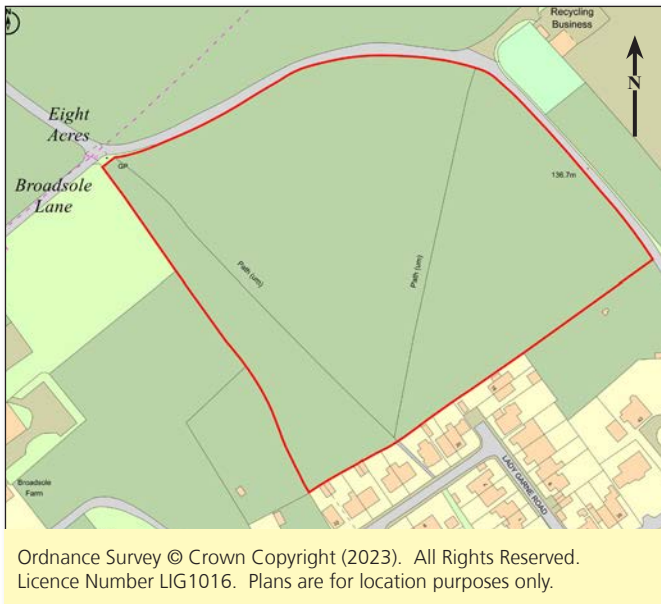 N
Recycling
Business
N
Eight
Acres
GP
Broadsole
Lane
136.7m
Path (um)
Path (um)
Broadsole
Farm
LADY GARNE ROAD
Ordnance Survey © Crown Copyright (2023). All Rights Reserved.
Licence Number LIG1016. Plans are for location purposes only.